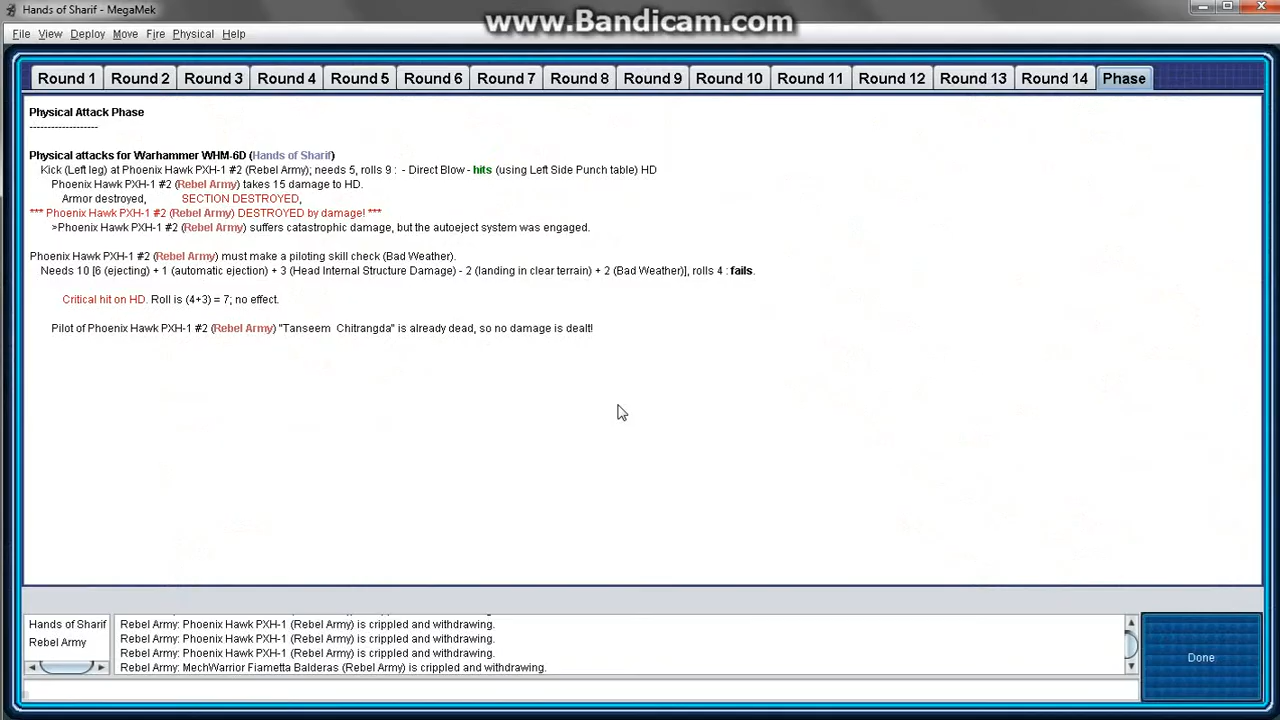 Hands of Sharif - MegaMek
www.Bandicam.com
File View Deploy Move Fire Physical Help
Round 1 Round 2 Round 3 Round 4 Round 5 Round 6 Round 7 Round 8 Round 9 Round 10 Round 11 Round 12 Round 13 Round 14 Phase
Physical Attack Phase
-------------------
Physical attacks for Warhammer WHM-6D (Hands of Sharif)
Kick (Left leg) at Phoenix Hawk PXH-1 #2 (Rebel Army); needs 5, rolls 9 : - Direct Blow - hits (using Left Side Punch table) HD
Phoenix Hawk PXH-1 #2 (Rebel Army) takes 15 damage to HD.
Armor destroyed, SECTION DESTROYED,
*** Phoenix Hawk PXH-1 #2 (Rebel Army) DESTROYED by damage! ***
>Phoenix Hawk PXH-1 #2 (Rebel Army) suffers catastrophic damage, but the autoeject system was engaged.
Phoenix Hawk PXH-1 #2 (Rebel Army) must make a piloting skill check (Bad Weather).
Needs 10 [6 (ejecting) + 1 (automatic ejection) + 3 (Head Internal Structure Damage) - 2 (landing in clear terrain) + 2 (Bad Weather)], rolls 4 : fails.
Critical hit on HD. Roll is (4+3) = 7; no effect.
Pilot of Phoenix Hawk PXH-1 #2 (Rebel Army) "Tanseem Chitrangda" is already dead, so no damage is dealt!
Hands of Sharif
Rebel Army
Rebel Army: Phoenix Hawk PXH-1 (Rebel Army) is crippled and withdrawing.
Rebel Army: Phoenix Hawk PXH-1 (Rebel Army) is crippled and withdrawing.
Rebel Army: Phoenix Hawk PXH-1 (Rebel Army) is crippled and withdrawing.
Rebel Army: MechWarrior Fiametta Balderas (Rebel Army) is crippled and withdrawing.
Done